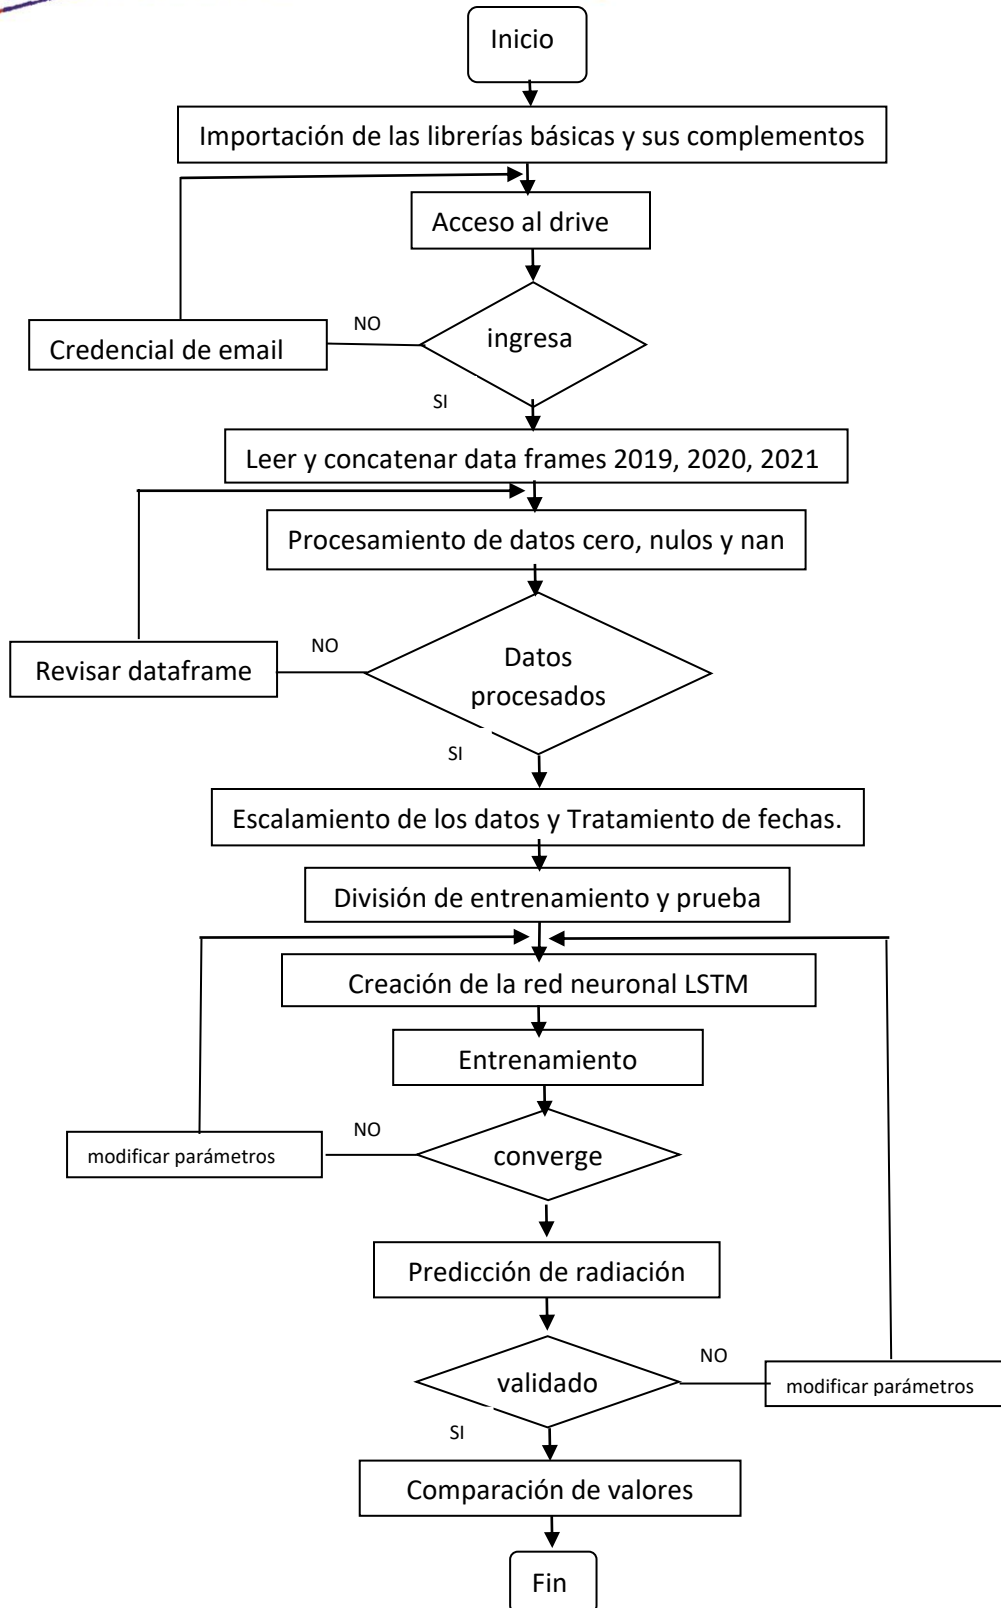 Inicio
Importación de las librerías básicas y sus complementos
Acceso al drive
ingresa
NO
Credencial de email
SI
Leer y concatenar data frames 2019, 2020, 2021
Procesamiento de datos cero, nulos y nan
Datos
procesados
NO
Revisar dataframe
SI
Escalamiento de los datos y Tratamiento de fechas.
División de entrenamiento y prueba
Creación de la red neuronal LSTM
Entrenamiento
converge
NO
modificar parámetros
Predicción de radiación
validado
NO
modificar parámetros
SI
Comparación de valores
Fin